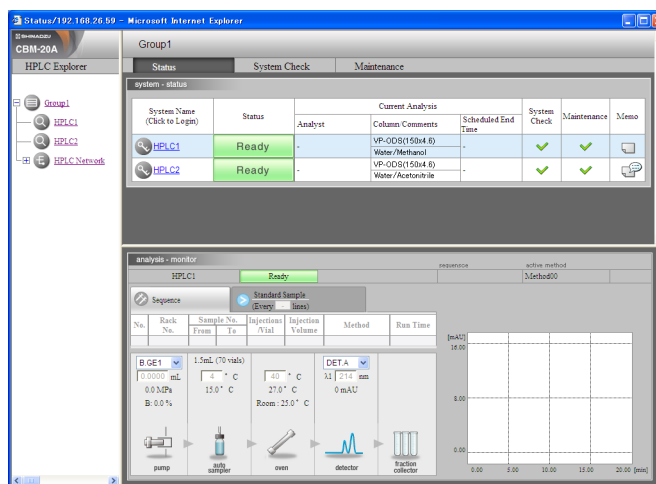 Status/192.168.26.59 - Microsoft Internet Explorer
SHIMADZU
CBM-20A
HPLC Explorer
Group1
HPLC1
HPLC2
HPLC Network
Group1
Status System Check Maintenance
system - status
System Name
(Click to Login)
Status
Current Analysis
Analyst Column/Comments Scheduled End
Time
System
Check
Maintenance
Memo
HPLC1 Ready - VP-ODS(150x4.6) -
Water/Methanol
HPLC2 Ready - VP-ODS(150x4.6) -
Water/Acetonitrile
analysis - monitor
sequence active method
HPLC1 Ready Method00
Sequence
Standard Sample
(Every - lines)
No. Rack
No.
Sample No.
From To
Injections
/Vial
Injection
Volume
Method Run Time
B.GE1 1.5mL (70 vials) DET.A
0.0000 mL 4 ° C 40 ° C λ1 214 nm
0.0 MPa 15.0° C 27.0° C 0 mAU
B: 0.0 % Room : 25.0° C
pump
auto
sampler
oven
detector
fraction
collector
[mAU]
16.00
8.00
0.00
0.00 5.00 10.00 15.00 20.00 [min]